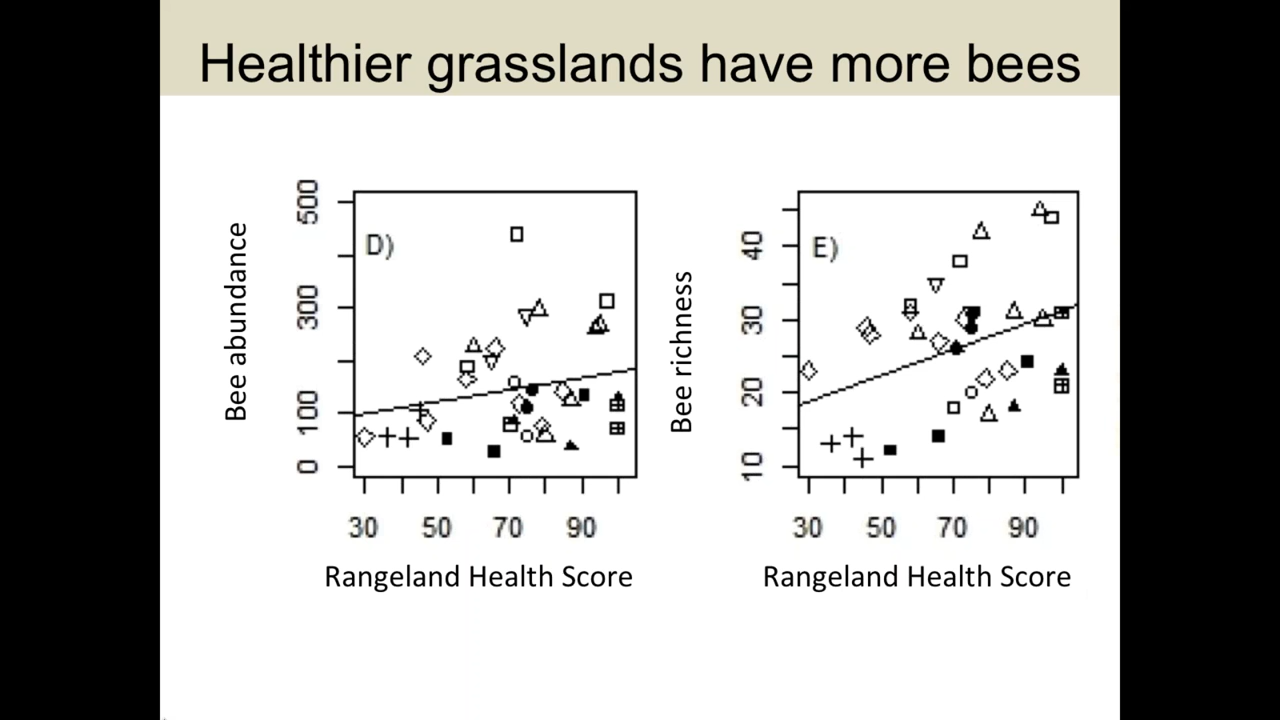 Healthier grasslands have more bees
Bee abundance
500
300
100
0
D)
30 50 70 90
Rangeland Health Score
Bee richness
40
30
20
10
E)
30 50 70 90
Rangeland Health Score